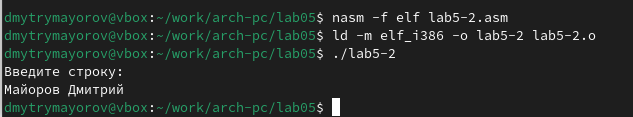 dmytrymayorov@vbox:~/work/arch-pc/lab05$ nasm -f elf lab5-2.asm
dmytrymayorov@vbox:~/work/arch-pc/lab05$ ld -m elf_i386 -o lab5-2 lab5-2.o
dmytrymayorov@vbox:~/work/arch-pc/lab05$ ./lab5-2
Введите строку:
Майоров Дмитрий
dmytrymayorov@vbox:~/work/arch-pc/lab05$